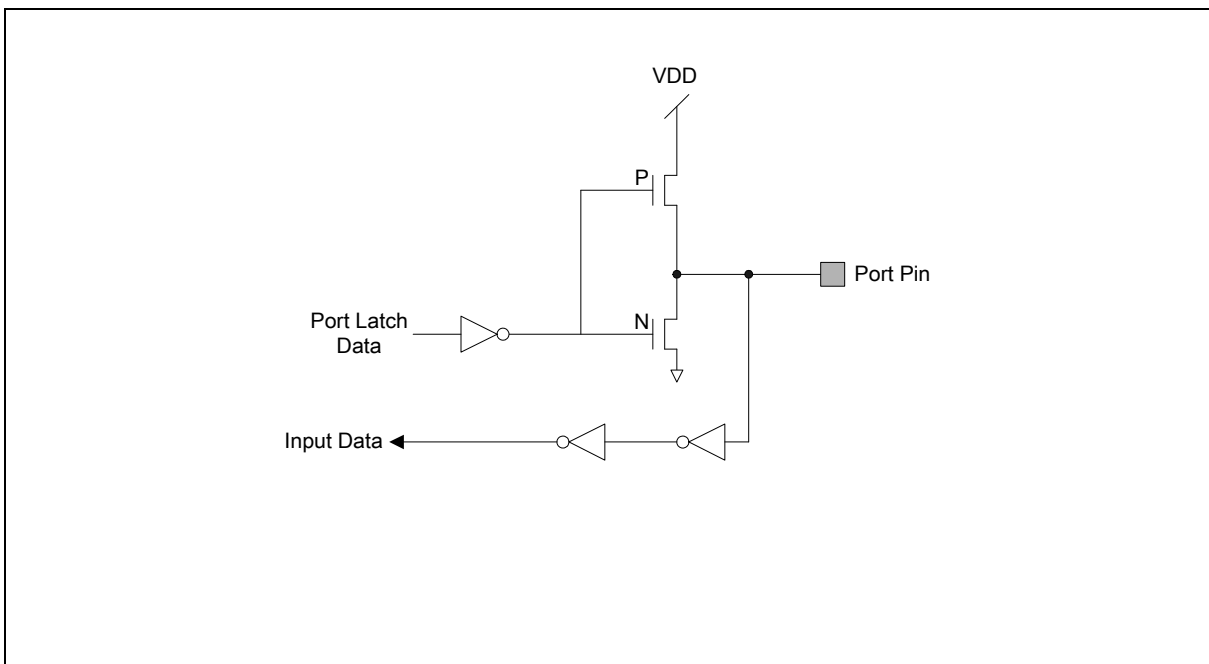 VDD
P
Port Pin
N
Port Latch
Data
Input Data